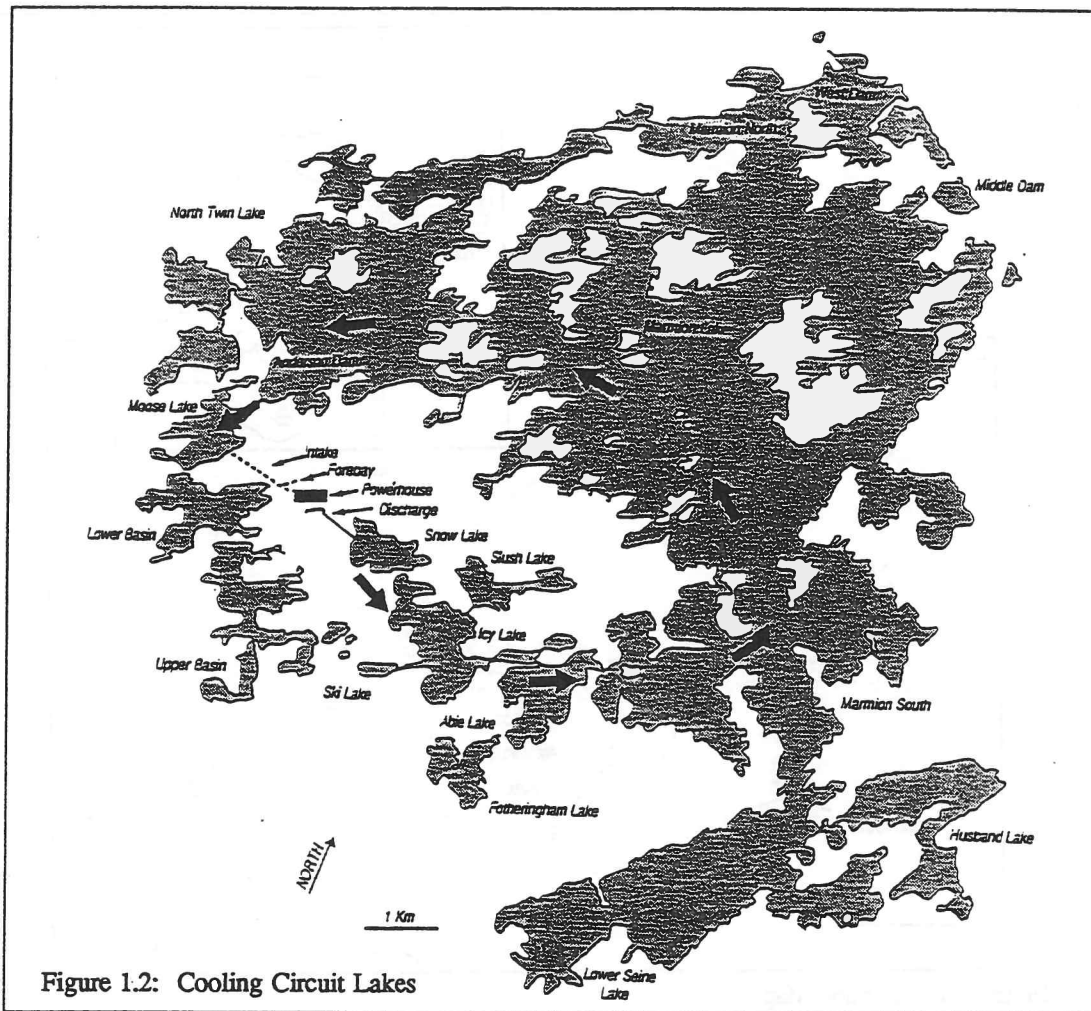 West Dam
Marmion North
Middle Dam
North Twin Lake
Marmion Lake
Moose Lake
Intake
Forebay
Powerhouse
Discharge
Lower Basin
Snow Lake
Slush Lake
Icy Lake
Upper Basin
Ski Lake
Abie Lake
Marmion South
Fotheringham Lake
Husband Lake
NORTH
1 Km
Lower Seine
Lake
Figure 1.2: Cooling Circuit Lakes